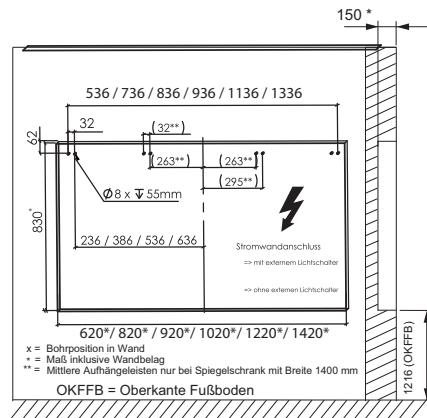 150 *
536 / 736 / 836 / 936 / 1136 / 1336
62
32
(32**)
(263**)
(263**)
(295**)
Ø8 x ↧ 55mm
830*
236 / 386 / 536 / 636
Stromwandanschluss
=> mit externem Lichtschalter
=> ohne externen Lichtschalter
620*/ 820*/ 920*/ 1020*/ 1220*/ 1420*
1216 (OKFFB)
x = Bohrposition in Wand
* = Maß inklusive Wandbelag
** = Mittlere Aufhängeleisten nur bei Spiegelschrank mit Breite 1400 mm
OKFFB = Oberkante Fußboden